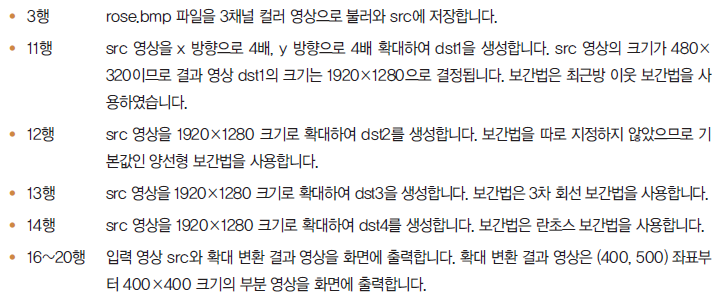 • 3행 rose.bmp 파일을 3채널 컬러 영상으로 불러와 src에 저장합니다.
• 11행 src 영상을 x 방향으로 4배, y 방향으로 4배 확대하여 dst1을 생성합니다. src 영상의 크기가 480×
320이므로 결과 영상 dst1의 크기는 1920×1280으로 결정됩니다. 보간법은 최근방 이웃 보간법을 사
용하였습니다.
• 12행 src 영상을 1920×1280 크기로 확대하여 dst2를 생성합니다. 보간법을 따로 지정하지 않았으므로 기
본값인 양선형 보간법을 사용합니다.
• 13행 src 영상을 1920×1280 크기로 확대하여 dst3을 생성합니다. 보간법은 3차 회선 보간법을 사용합니다.
• 14행 src 영상을 1920×1280 크기로 확대하여 dst4를 생성합니다. 보간법은 란초스 보간법을 사용합니다.
• 16~20행 입력 영상 src와 확대 변환 결과 영상을 화면에 출력합니다. 확대 변환 결과 영상은 (400, 500) 좌표부
터 400×400 크기의 부분 영상을 화면에 출력합니다.